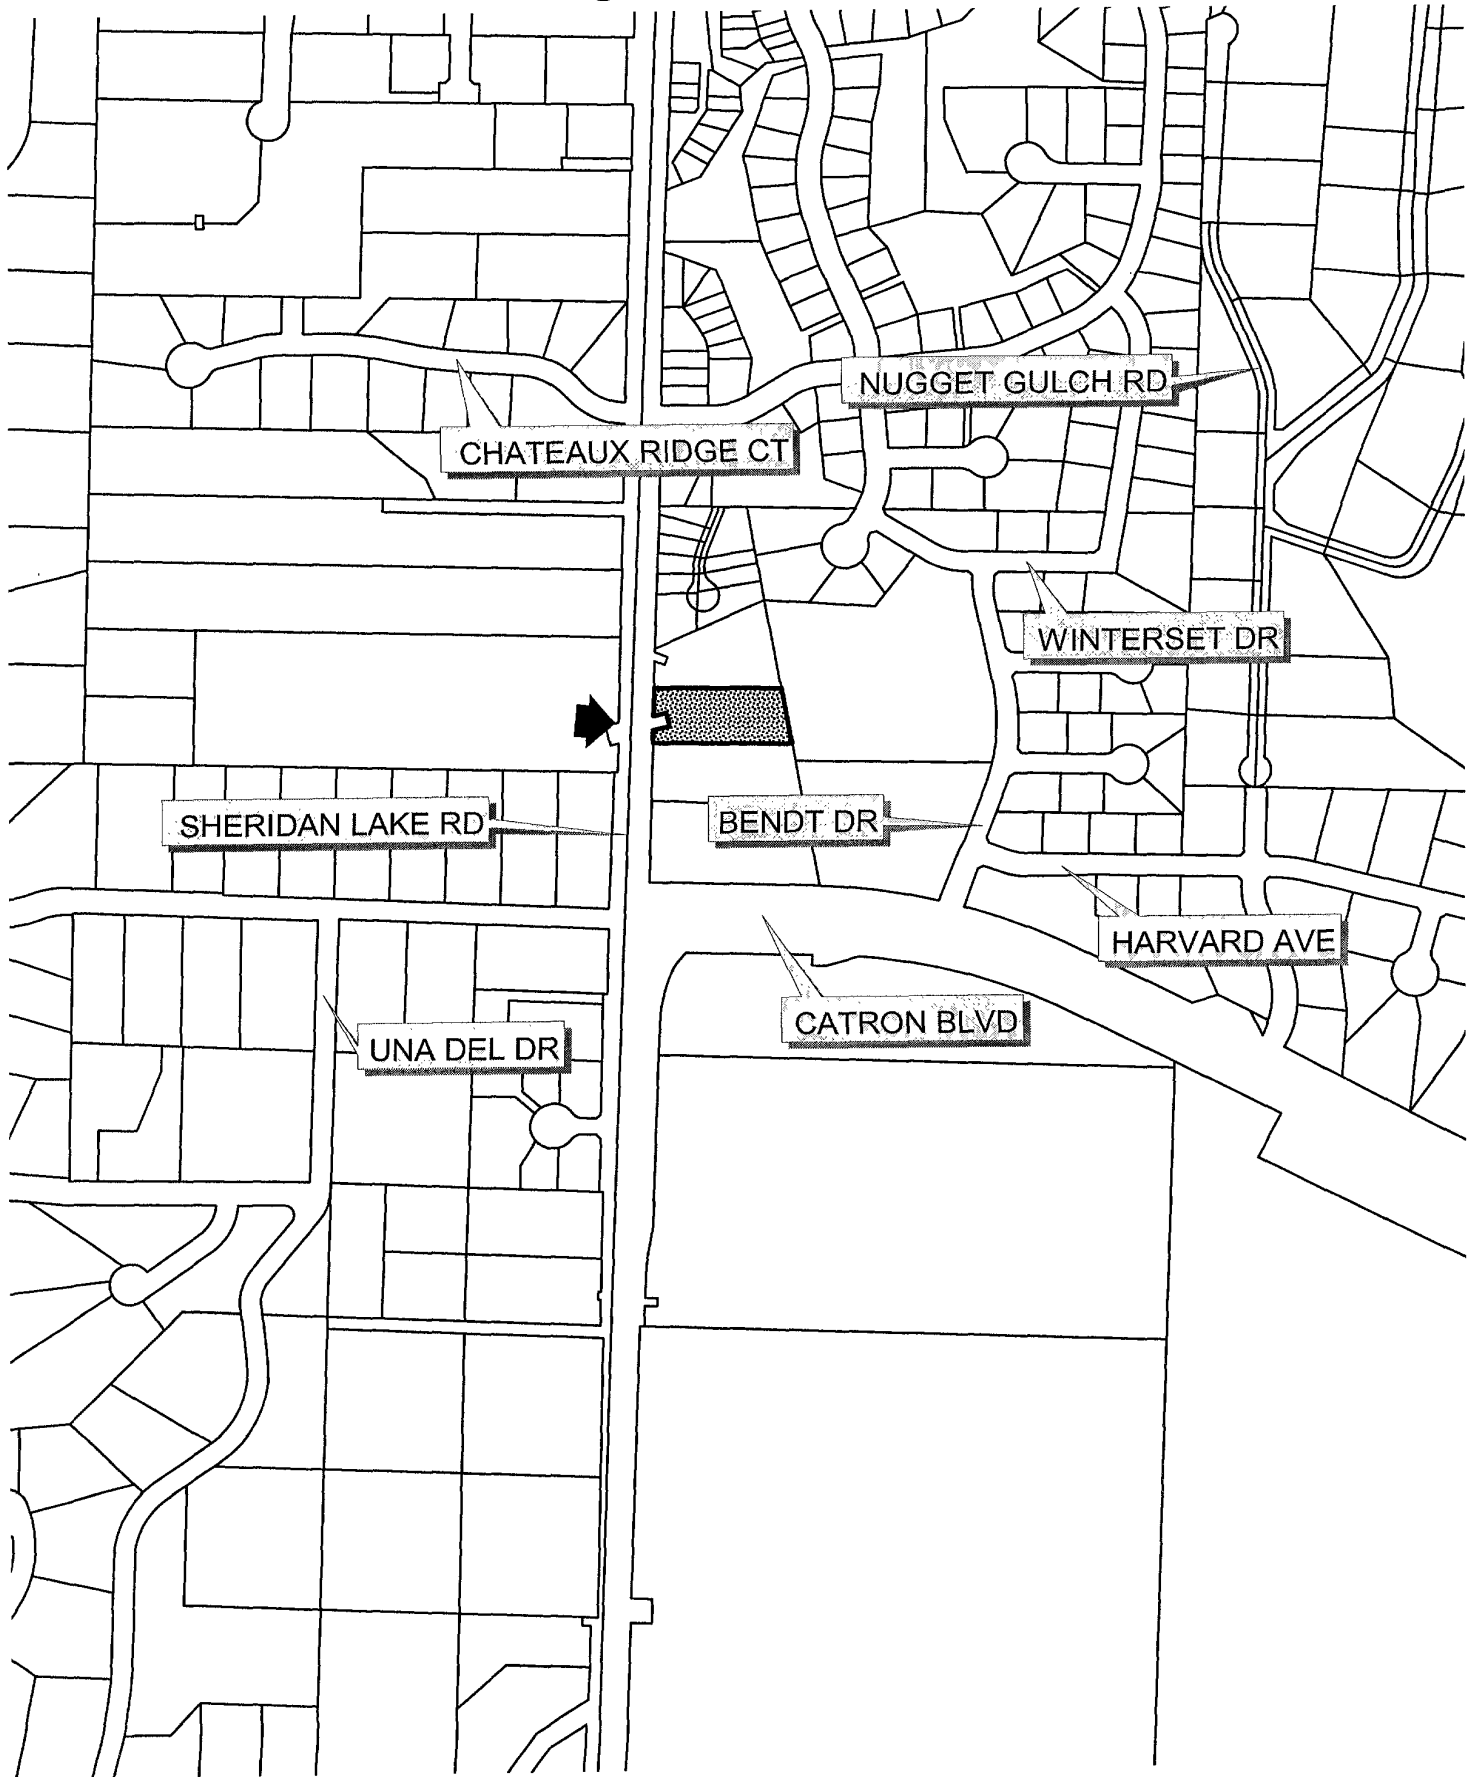 NUGGET GULCH RD
CHATEAUX RIDGE CT
WINTERSET DR
SHERIDAN LAKE RD
BENDT DR
HARVARD AVE
CATRON BLVD
UNA DEL DR